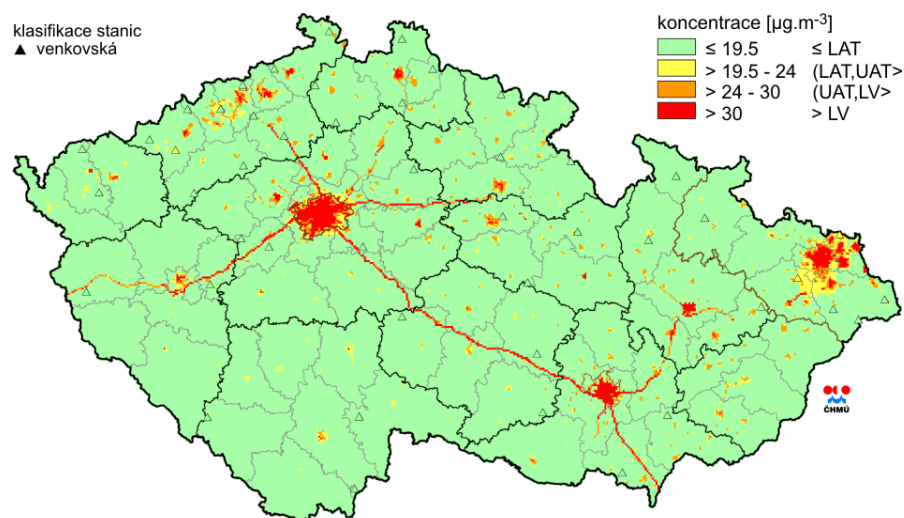 klasifikace stanic
▲ venkovská
koncentrace [µg.m⁻³]
≤ 19.5 ≤ LAT
> 19.5 - 24 (LAT,UAT>
> 24 - 30 (UAT,LV>
> 30 > LV
ČHMÚ